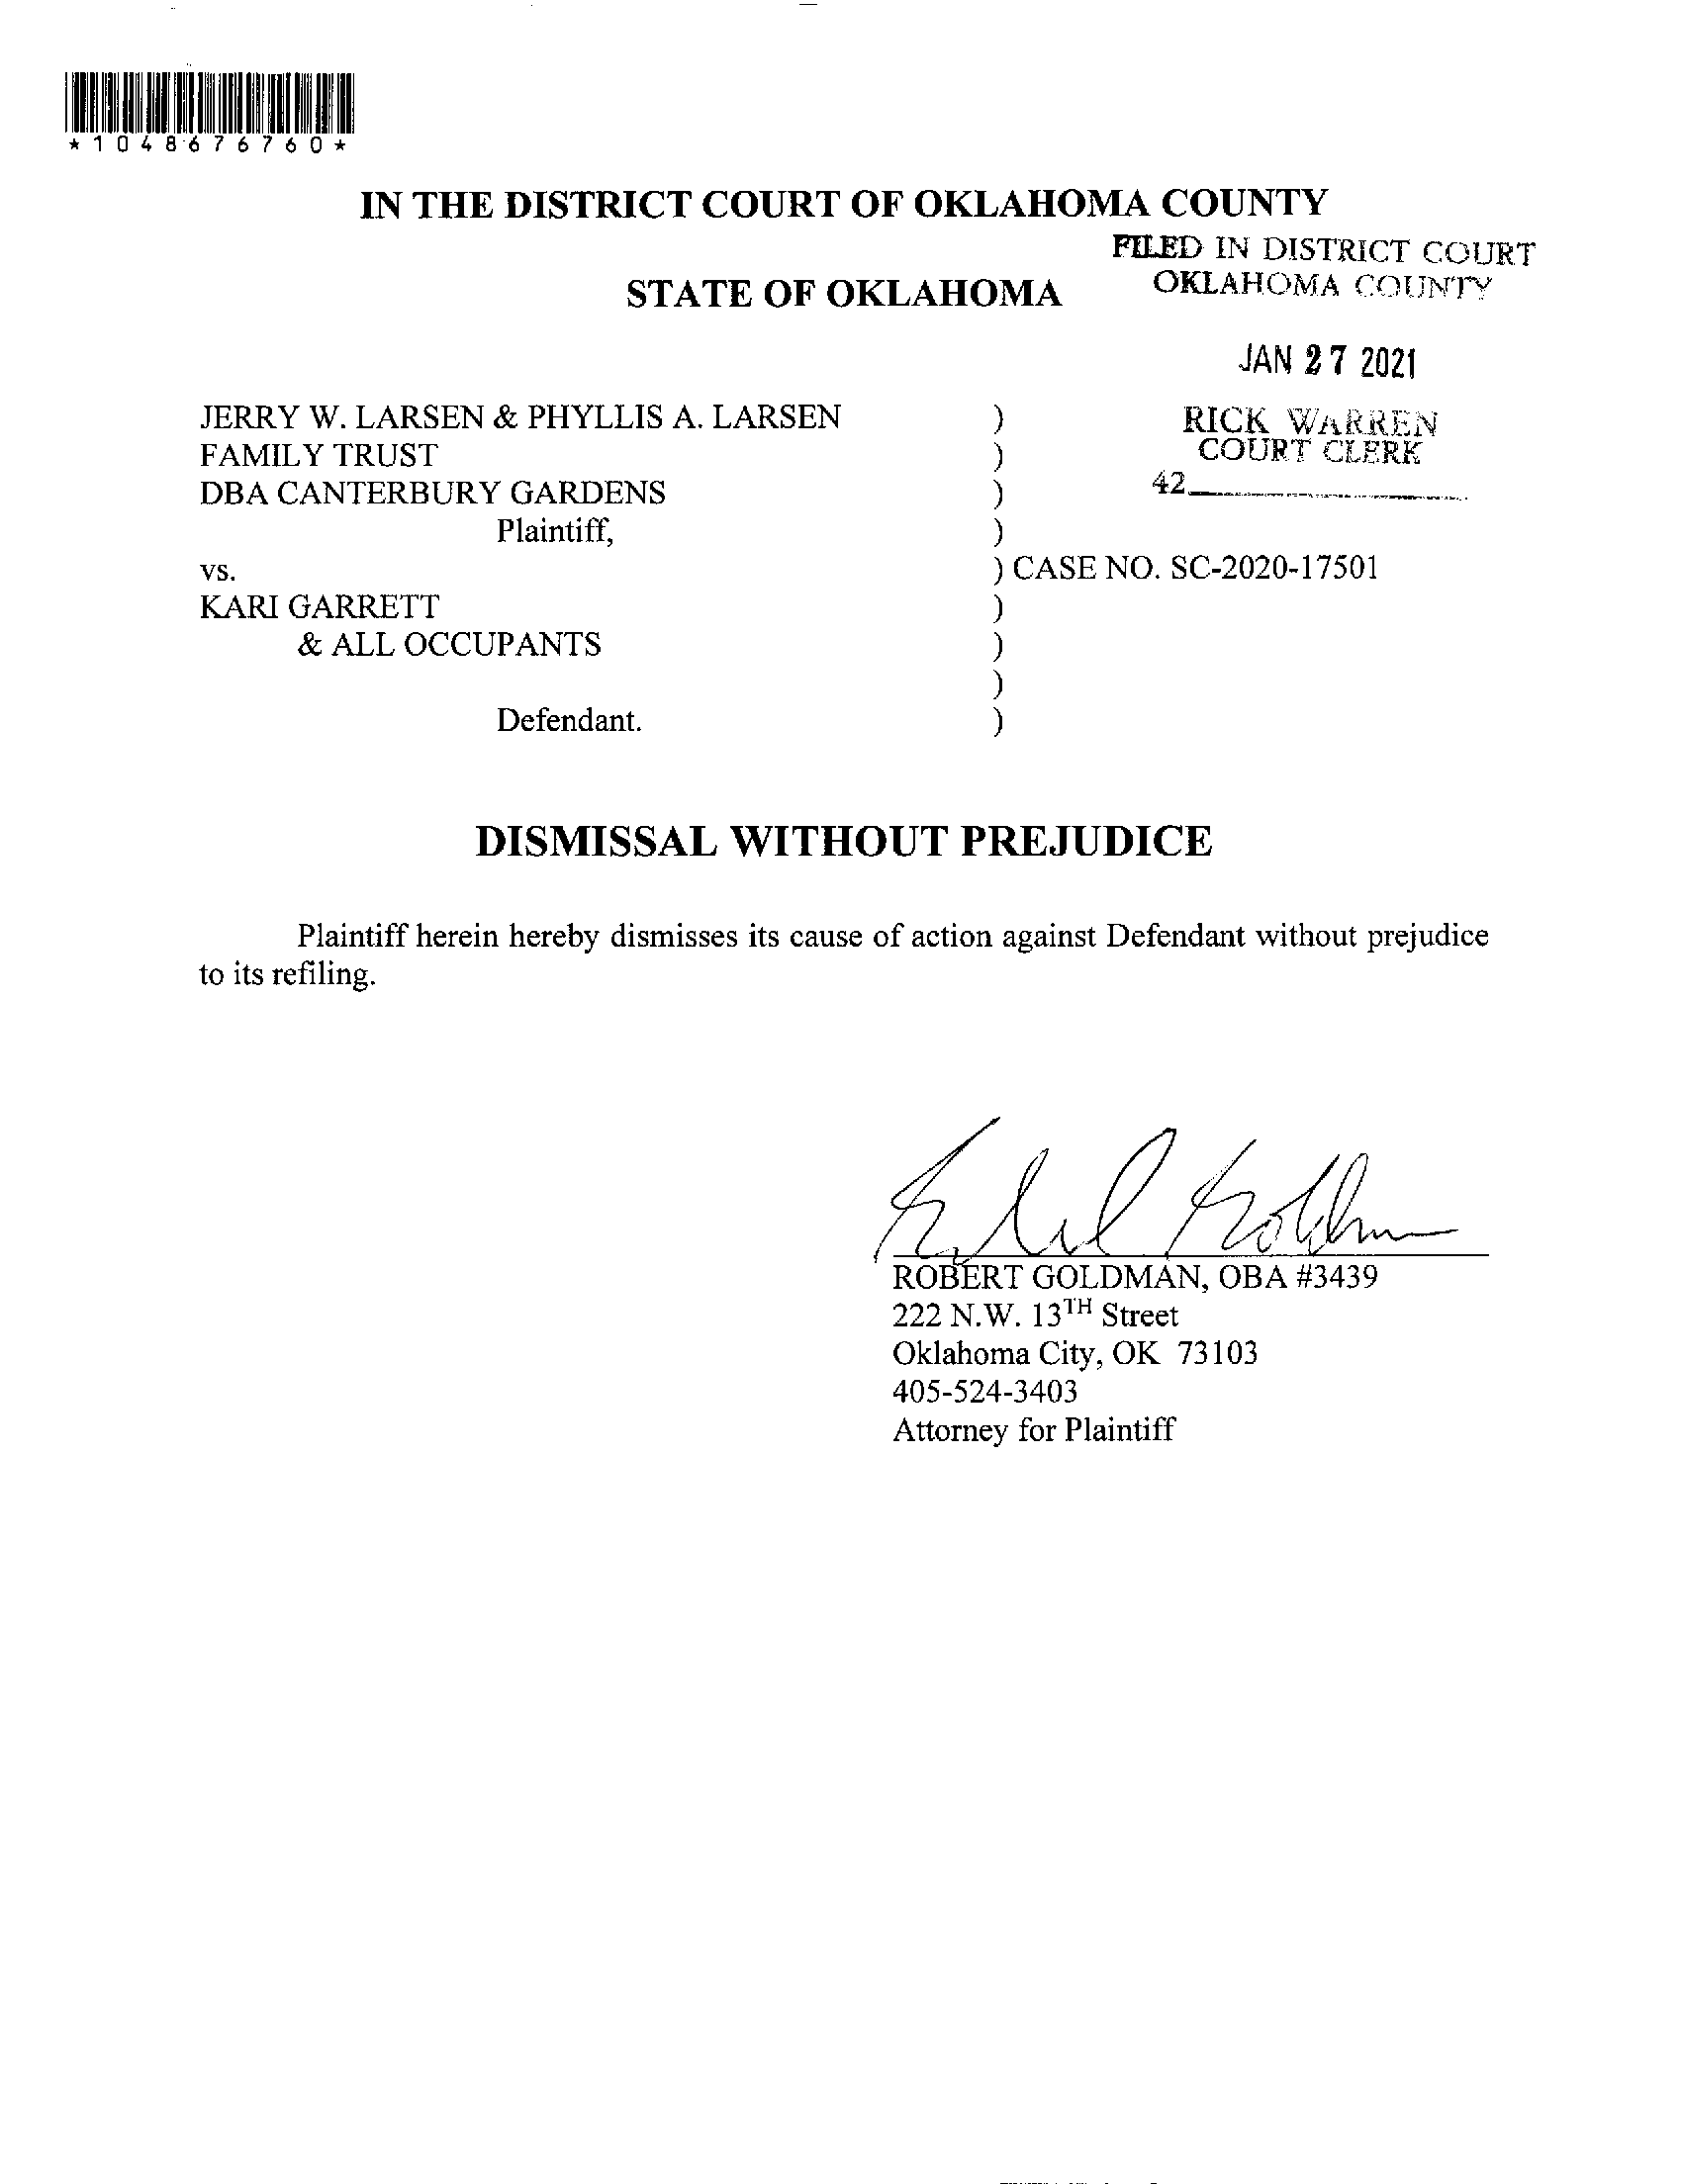 *1048676760*
IN THE DISTRICT COURT OF OKLAHOMA COUNTY
FILED IN DISTRICT COURT
OKLAHOMA COUNTY
STATE OF OKLAHOMA
JAN 27 2021
RICK WARREN
COURT CLERK
42
JERRY W. LARSEN & PHYLLIS A. LARSEN )
FAMILY TRUST )
DBA CANTERBURY GARDENS )
Plaintiff, )
vs. ) CASE NO. SC-2020-17501
KARI GARRETT )
& ALL OCCUPANTS )
)
Defendant. )
DISMISSAL WITHOUT PREJUDICE
Plaintiff herein hereby dismisses its cause of action against Defendant without prejudice
to its refiling.
ROBERT GOLDMAN, OBA #3439
222 N.W. 13TH Street
Oklahoma City, OK 73103
405-524-3403
Attorney for Plaintiff